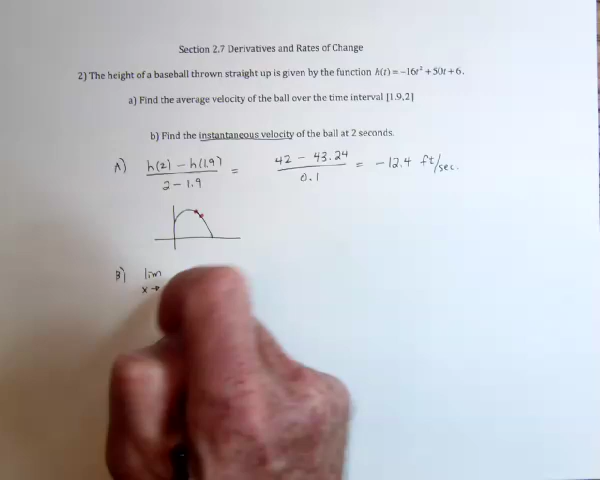 Section 2.7 Derivatives and Rates of Change
2) The height of a baseball thrown straight up is given by the function h(t) = −16t² + 50t + 6.
a) Find the average velocity of the ball over the time interval [1.9,2]
b) Find the instantaneous velocity of the ball at 2 seconds.
A) h(2) − h(1.9) / 2 − 1.9 = 42 − 43.24 / 0.1 = −12.4 ft/sec.
B) lim
x→